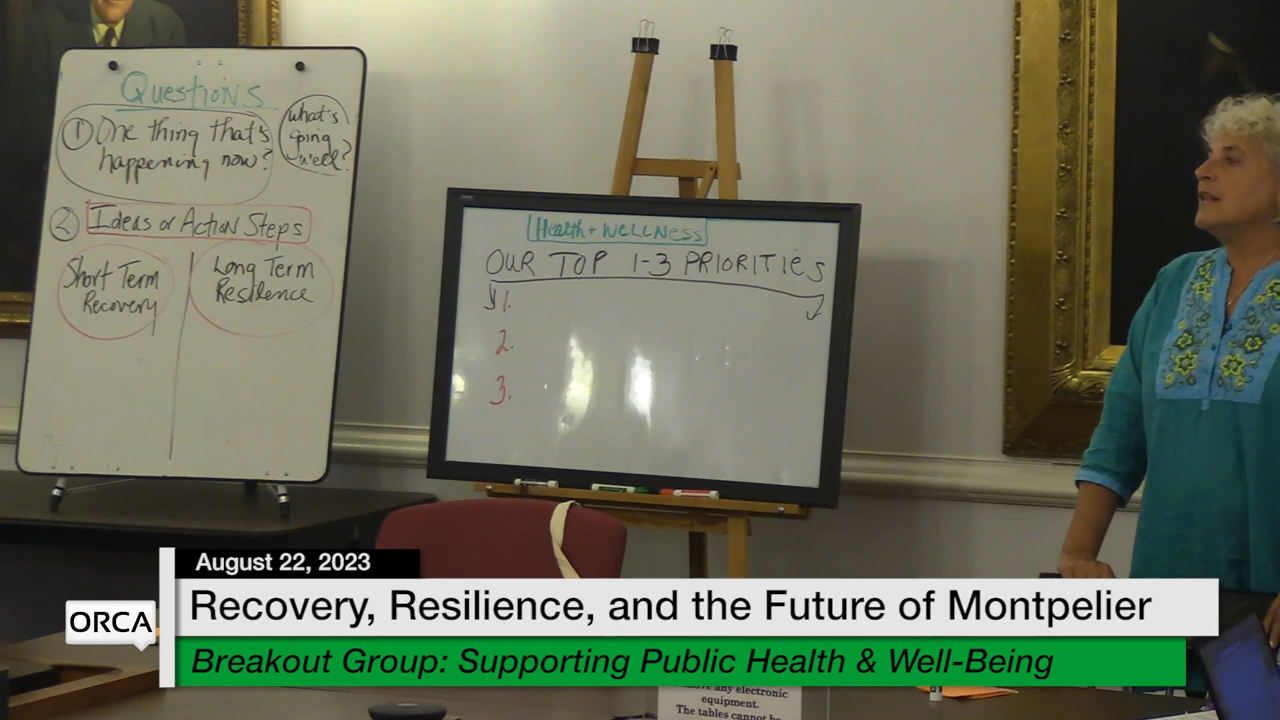 Questions
① One thing that's
happening now?
what's
going
well?
② Ideas or Action Steps
Short Term
Recovery
Long Term
Resilence
Health + WELLNESS
OUR TOP 1-3 PRIORITIES
1.
2.
3.
August 22, 2023
ORCA
Recovery, Resilience, and the Future of Montpelier
Breakout Group: Supporting Public Health & Well-Being
any electronic
equipment.
The tables cannot be